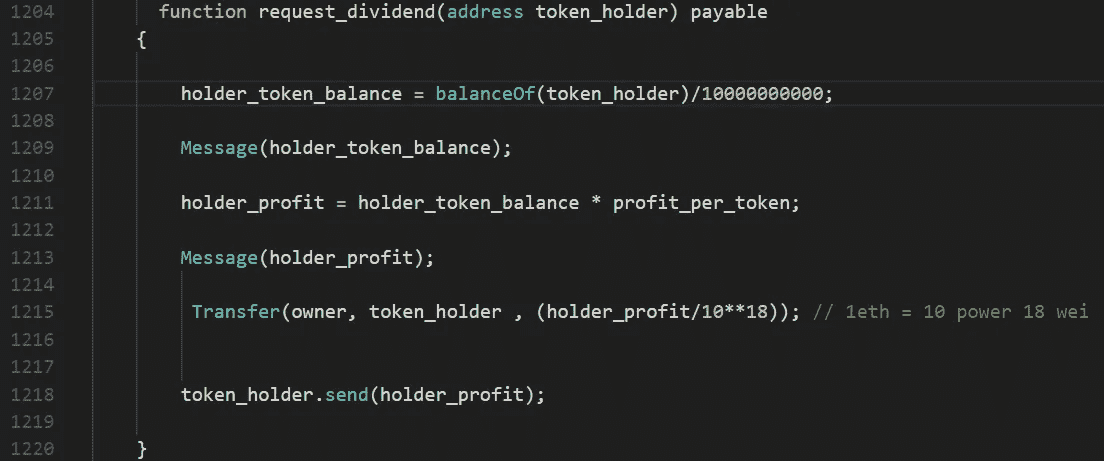 1204 function request_dividend(address token_holder) payable
1205 {
1206
1207 holder_token_balance = balanceOf(token_holder)/10000000000;
1208
1209 Message(holder_token_balance);
1210
1211 holder_profit = holder_token_balance * profit_per_token;
1212
1213 Message(holder_profit);
1214
1215 Transfer(owner, token_holder , (holder_profit/10**18)); // 1eth = 10 power 18 wei
1216
1217
1218 token_holder.send(holder_profit);
1219
1220 }